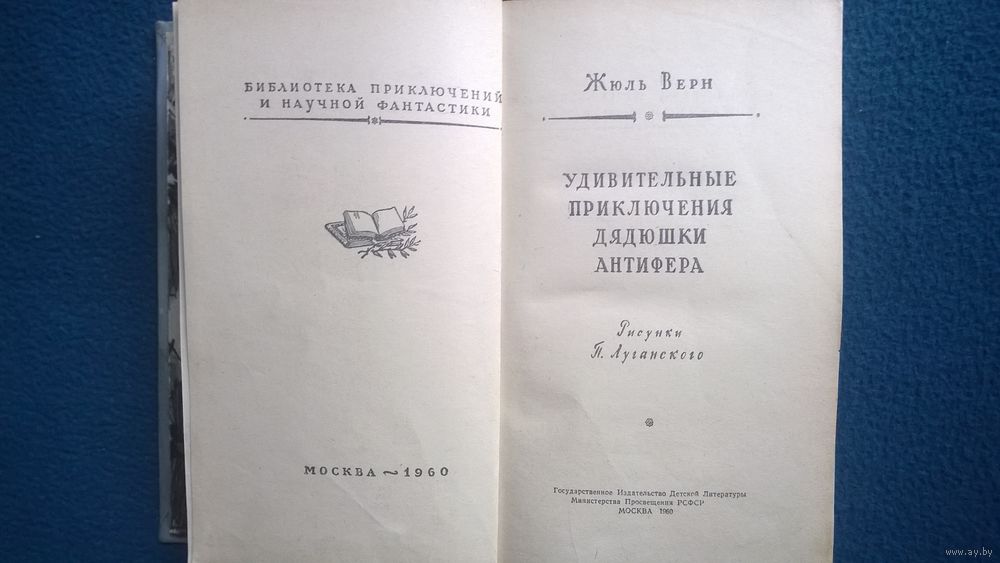 БИБЛИОТЕКА ПРИКЛЮЧЕНИЙ
И НАУЧНОЙ ФАНТАСТИКИ
МОСКВА ~ 1960
ЖЮЛЬ ВЕРН
УДИВИТЕЛЬНЫЕ
ПРИКЛЮЧЕНИЯ
ДЯДЮШКИ
АНТИФЕРА
Рисунки
П. Луганского
Государственное Издательство Детской Литературы
Министерства Просвещения РСФСР
МОСКВА 1960
www.ay.by